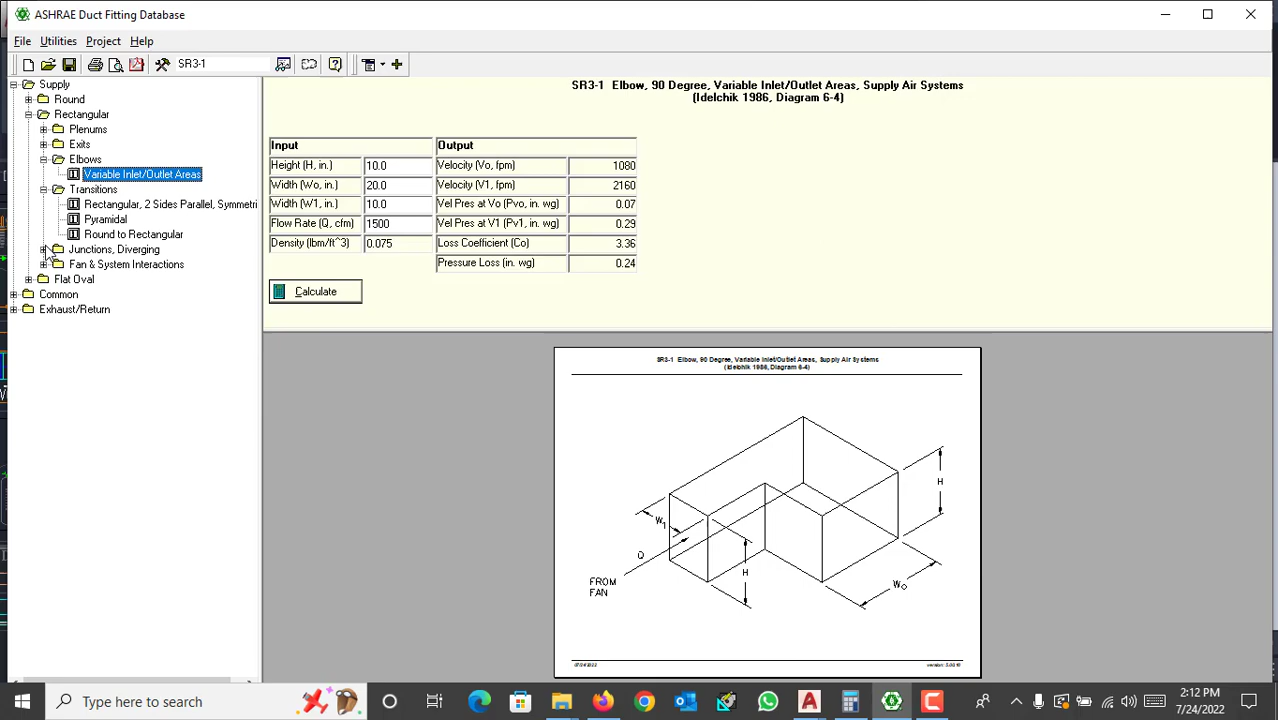 ASHRAE Duct Fitting Database
File Utilities Project Help
SR3-1
Supply
Round
Rectangular
Plenums
Exits
Elbows
Variable Inlet/Outlet Areas
Transitions
Rectangular, 2 Sides Parallel, Symmetri
Pyramidal
Round to Rectangular
Junctions, Diverging
Fan & System Interactions
Flat Oval
Common
Exhaust/Return
SR3-1 Elbow, 90 Degree, Variable Inlet/Outlet Areas, Supply Air Systems
(Idelchik 1986, Diagram 6-4)
Input Output
Height (H, in.) 10.0 Velocity (Vo, fpm) 1080
Width (Wo, in.) 20.0 Velocity (V1, fpm) 2160
Width (W1, in.) 10.0 Vel Pres at Vo (Pvo, in. wg) 0.07
Flow Rate (Q, cfm) 1500 Vel Pres at V1 (Pv1, in. wg) 0.29
Density (lbm/ft^3) 0.075 Loss Coefficient (Co) 3.36
Pressure Loss (in. wg) 0.24
Calculate
SR3-1 Elbow, 90 Degree, Variable Inlet/Outlet Areas, Supply Air Systems
(Idelchik 1986, Diagram 6-4)
H
W1
Q
H
FROM
FAN
Wo
07/24/2022 version: 5.00.10
Type here to search
2:12 PM
7/24/2022